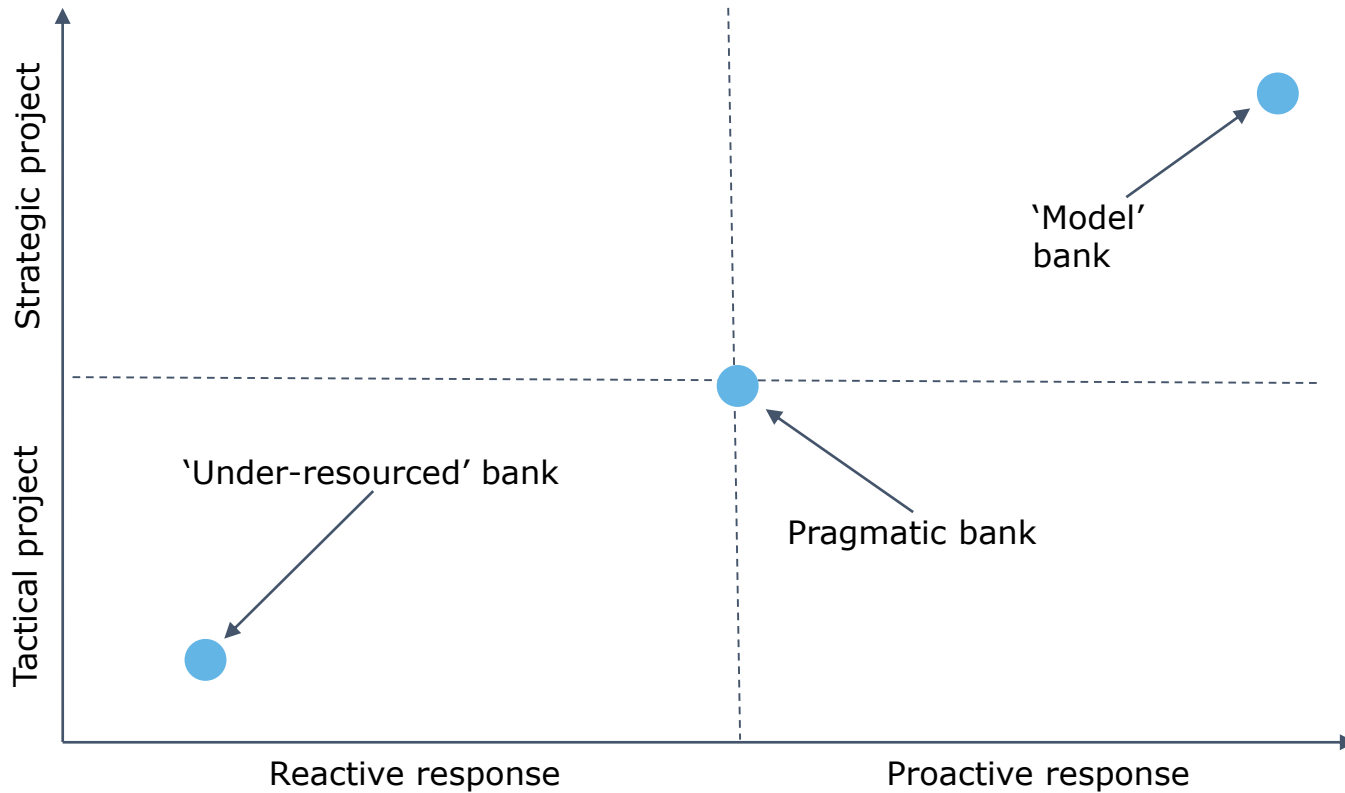 Strategic project
‘Model’
bank
‘Under-resourced’ bank
Pragmatic bank
Tactical project
Reactive response
Proactive response